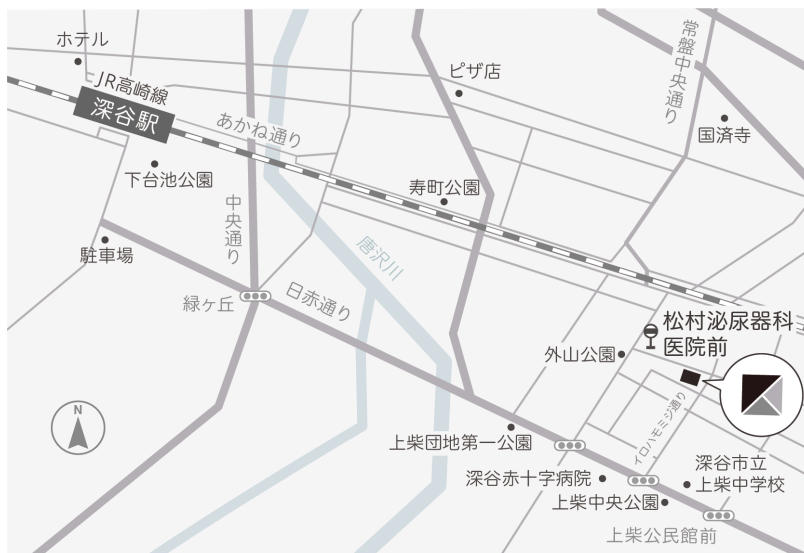 ホテル
JR高崎線
深谷駅
あかね通り
ピザ店
常盤中央通り
国済寺
下台池公園
寿町公園
中央通り
駐車場
唐沢川
緑ヶ丘
日赤通り
松村泌尿器科
医院前
外山公園
イロハモミジ通り
N
上柴団地第一公園
深谷赤十字病院
深谷市立
上柴中学校
上柴中央公園
上柴公民館前